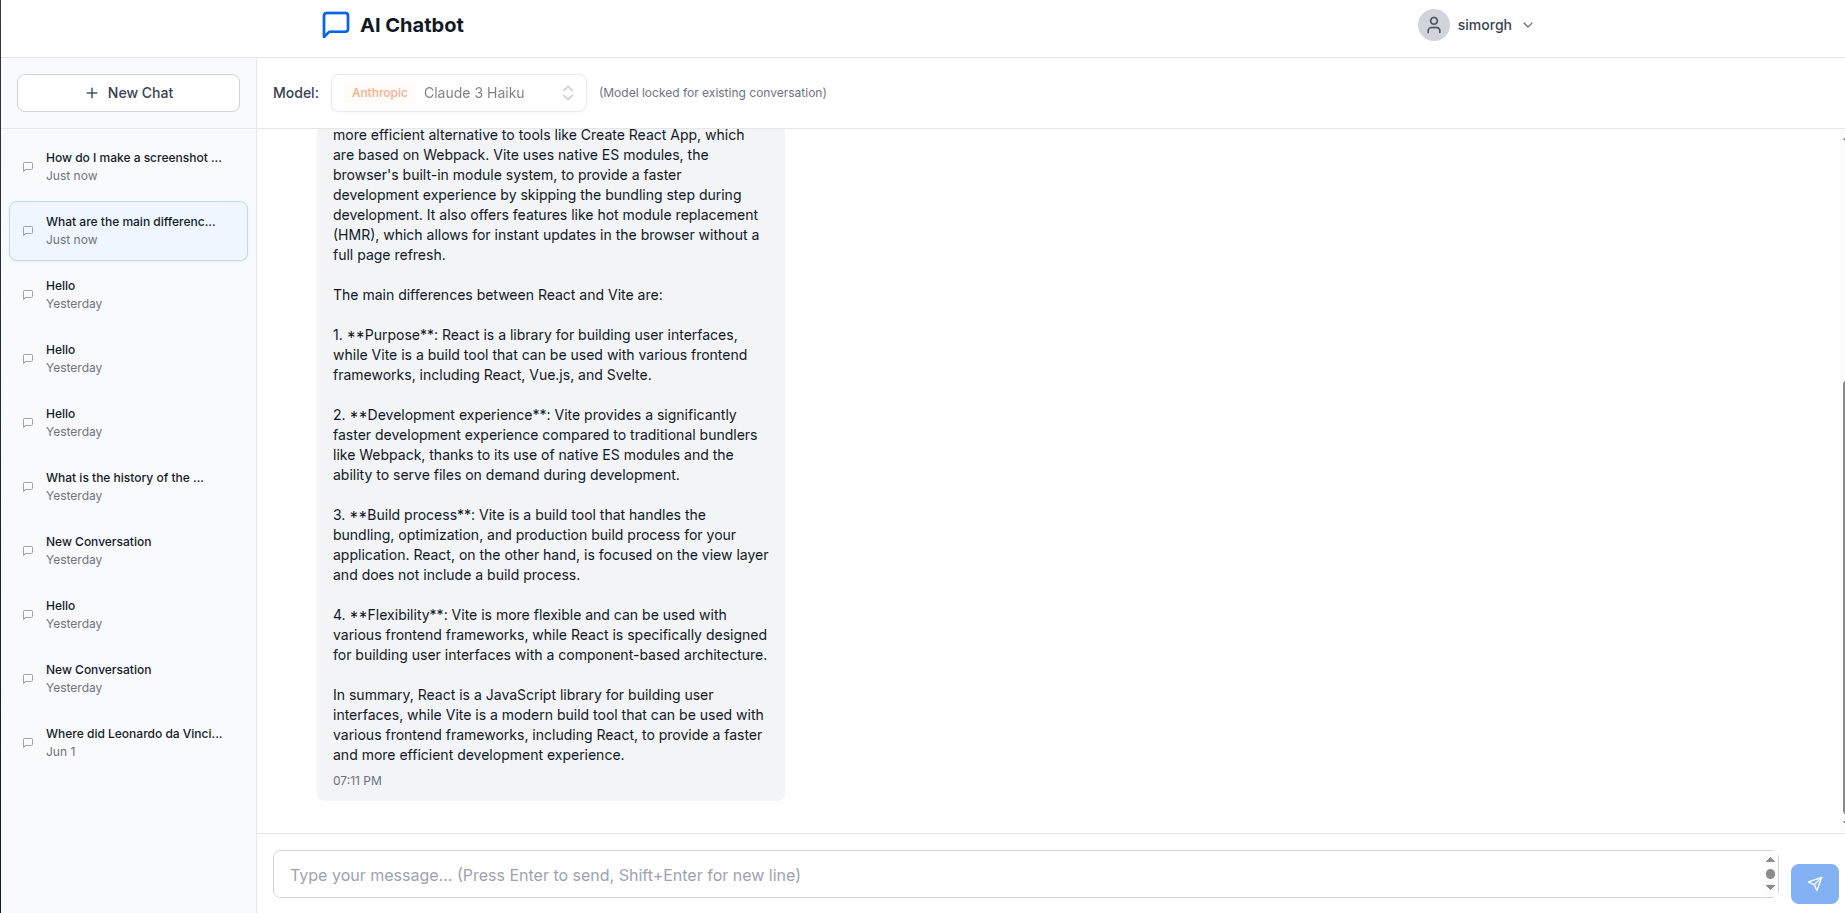 AI Chatbot
simorgh
New Chat
Model:
Anthropic Claude 3 Haiku
(Model locked for existing conversation)
How do I make a screenshot ...
Just now
What are the main differenc...
Just now
Hello
Yesterday
Hello
Yesterday
Hello
Yesterday
What is the history of the ...
Yesterday
New Conversation
Yesterday
Hello
Yesterday
New Conversation
Yesterday
Where did Leonardo da Vinci...
Jun 1
more efficient alternative to tools like Create React App, which
are based on Webpack. Vite uses native ES modules, the
browser's built-in module system, to provide a faster
development experience by skipping the bundling step during
development. It also offers features like hot module replacement
(HMR), which allows for instant updates in the browser without a
full page refresh.
The main differences between React and Vite are:
1. **Purpose**: React is a library for building user interfaces,
while Vite is a build tool that can be used with various frontend
frameworks, including React, Vue.js, and Svelte.
2. **Development experience**: Vite provides a significantly
faster development experience compared to traditional bundlers
like Webpack, thanks to its use of native ES modules and the
ability to serve files on demand during development.
3. **Build process**: Vite is a build tool that handles the
bundling, optimization, and production build process for your
application. React, on the other hand, is focused on the view layer
and does not include a build process.
4. **Flexibility**: Vite is more flexible and can be used with
various frontend frameworks, while React is specifically designed
for building user interfaces with a component-based architecture.
In summary, React is a JavaScript library for building user
interfaces, while Vite is a modern build tool that can be used with
various frontend frameworks, including React, to provide a faster
and more efficient development experience.
07:11 PM
Type your message... (Press Enter to send, Shift+Enter for new line)